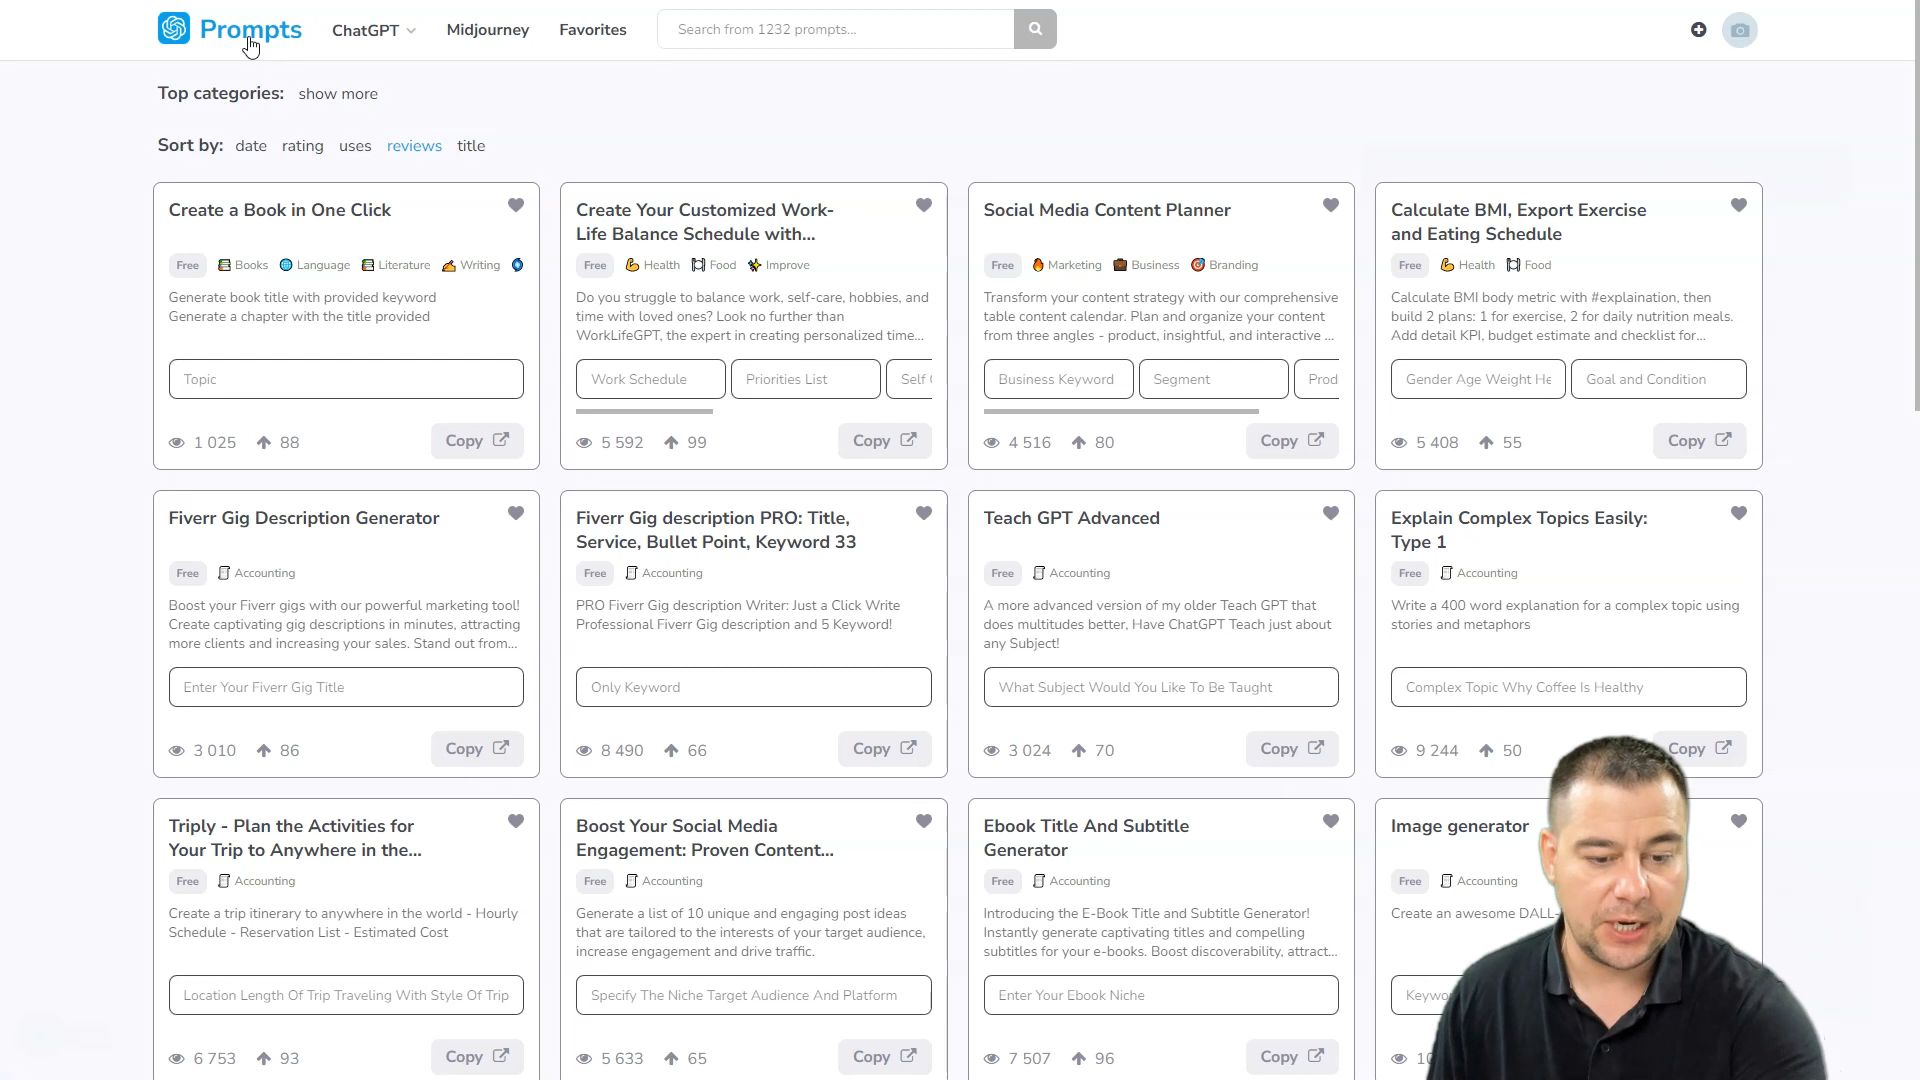 Prompts
ChatGPT
Midjourney
Favorites
Search from 1232 prompts...
Top categories: show more
Sort by: date rating uses reviews title
Create a Book in One Click
Free Books Language Literature Writing
Generate book title with provided keyword
Generate a chapter with the title provided
Topic
1 025 88 Copy
Create Your Customized Work-
Life Balance Schedule with...
Free Health Food Improve
Do you struggle to balance work, self-care, hobbies, and
time with loved ones? Look no further than
WorkLifeGPT, the expert in creating personalized time...
Work Schedule Priorities List Self
5 592 99 Copy
Social Media Content Planner
Free Marketing Business Branding
Transform your content strategy with our comprehensive
table content calendar. Plan and organize your content
from three angles - product, insightful, and interactive ...
Business Keyword Segment Prod
4 516 80 Copy
Calculate BMI, Export Exercise
and Eating Schedule
Free Health Food
Calculate BMI body metric with #explaination, then
build 2 plans: 1 for exercise, 2 for daily nutrition meals.
Add detail KPI, budget estimate and checklist for...
Gender Age Weight He Goal and Condition
5 408 55 Copy
Fiverr Gig Description Generator
Free Accounting
Boost your Fiverr gigs with our powerful marketing tool!
Create captivating gig descriptions in minutes, attracting
more clients and increasing your sales. Stand out from...
Enter Your Fiverr Gig Title
3 010 86 Copy
Fiverr Gig description PRO: Title,
Service, Bullet Point, Keyword 33
Free Accounting
PRO Fiverr Gig description Writer: Just a Click Write
Professional Fiverr Gig description and 5 Keyword!
Only Keyword
8 490 66 Copy
Teach GPT Advanced
Free Accounting
A more advanced version of my older Teach GPT that
does multitudes better, Have ChatGPT Teach just about
any Subject!
What Subject Would You Like To Be Taught
3 024 70 Copy
Explain Complex Topics Easily:
Type 1
Free Accounting
Write a 400 word explanation for a complex topic using
stories and metaphors
Complex Topic Why Coffee Is Healthy
9 244 50 Copy
Triply - Plan the Activities for
Your Trip to Anywhere in the...
Free Accounting
Create a trip itinerary to anywhere in the world - Hourly
Schedule - Reservation List - Estimated Cost
Location Length Of Trip Traveling With Style Of Trip
6 753 93 Copy
Boost Your Social Media
Engagement: Proven Content...
Free Accounting
Generate a list of 10 unique and engaging post ideas
that are tailored to the interests of your target audience,
increase engagement and drive traffic.
Specify The Niche Target Audience And Platform
5 633 65 Copy
Ebook Title And Subtitle
Generator
Free Accounting
Introducing the E-Book Title and Subtitle Generator!
Instantly generate captivating titles and compelling
subtitles for your e-books. Boost discoverability, attract...
Enter Your Ebook Niche
7 507 96 Copy
Image generator
Free Accounting
Create an awesome DALL-
Keywo
10